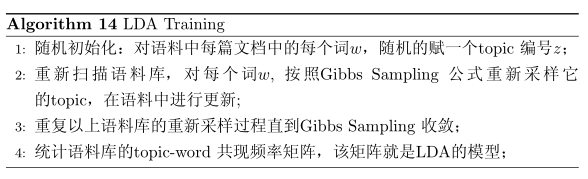 Algorithm 14 LDA Training
1: 随机初始化：对语料中每篇文档中的每个词w，随机的赋一个topic 编号z；
2: 重新扫描语料库，对每个词w, 按照Gibbs Sampling 公式重新采样它
的topic，在语料中进行更新;
3: 重复以上语料库的重新采样过程直到Gibbs Sampling 收敛；
4: 统计语料库的topic-word 共现频率矩阵，该矩阵就是LDA的模型；